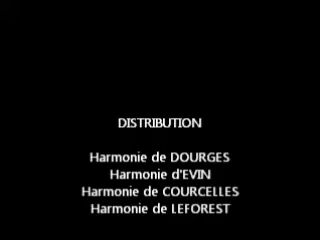 DISTRIBUTION
Harmonie de DOURGES
Harmonie d'EVIN
Harmonie de COURCELLES
Harmonie de LEFOREST